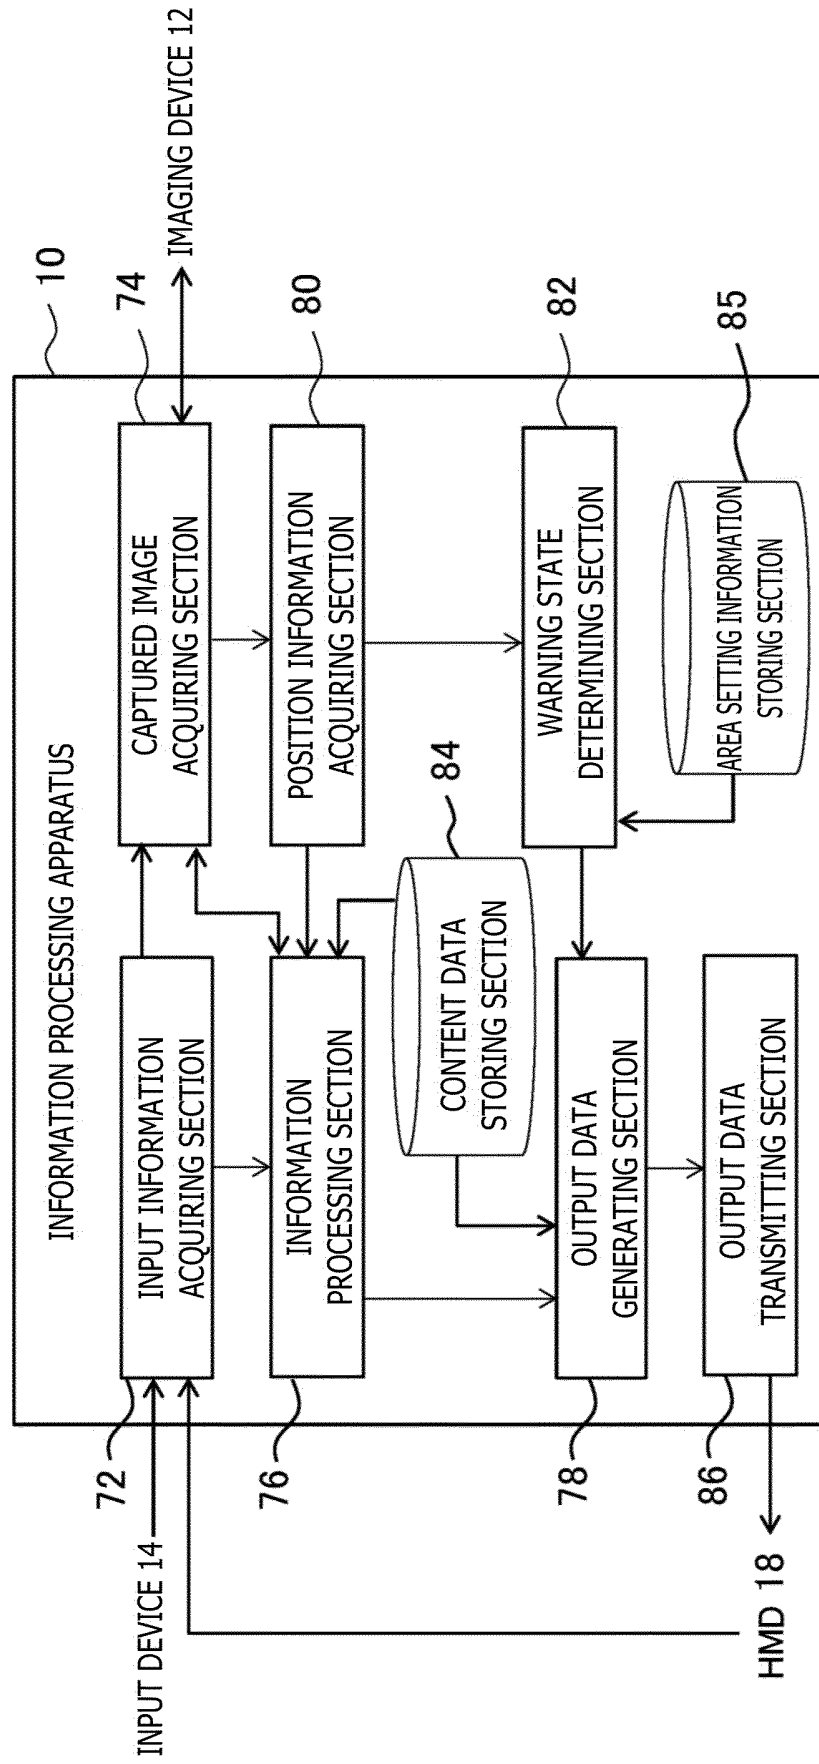 INFORMATION PROCESSING APPARATUS
10
INPUT DEVICE 14
72
INPUT INFORMATION
ACQUIRING SECTION
CAPTURED IMAGE
ACQUIRING SECTION
74
IMAGING DEVICE 12
76
INFORMATION
PROCESSING SECTION
POSITION INFORMATION
ACQUIRING SECTION
80
CONTENT DATA
STORING SECTION
84
78
OUTPUT DATA
GENERATING SECTION
WARNING STATE
DETERMINING SECTION
82
86
OUTPUT DATA
TRANSMITTING SECTION
AREA SETTING INFORMATION
STORING SECTION
85
HMD 18